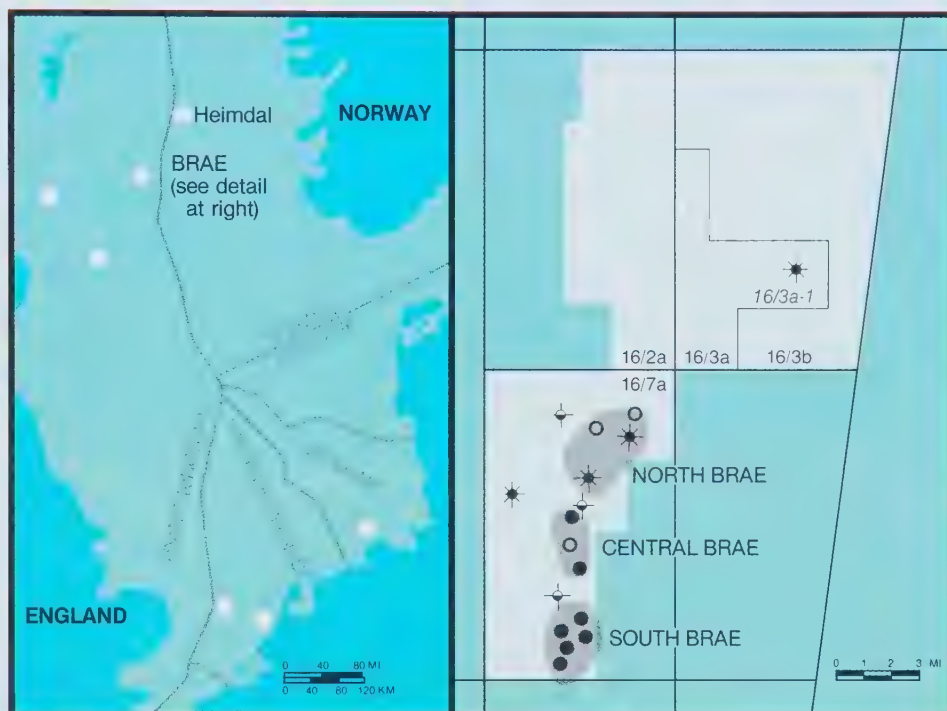 Heimdal
NORWAY
BRAE
(see detail
at right)
ENGLAND
0 40 80 MI
0 40 80 120 KM
16/3a-1
16/2a
16/3a
16/3b
16/7a
NORTH BRAE
CENTRAL BRAE
SOUTH BRAE
0 1 2 3 MI